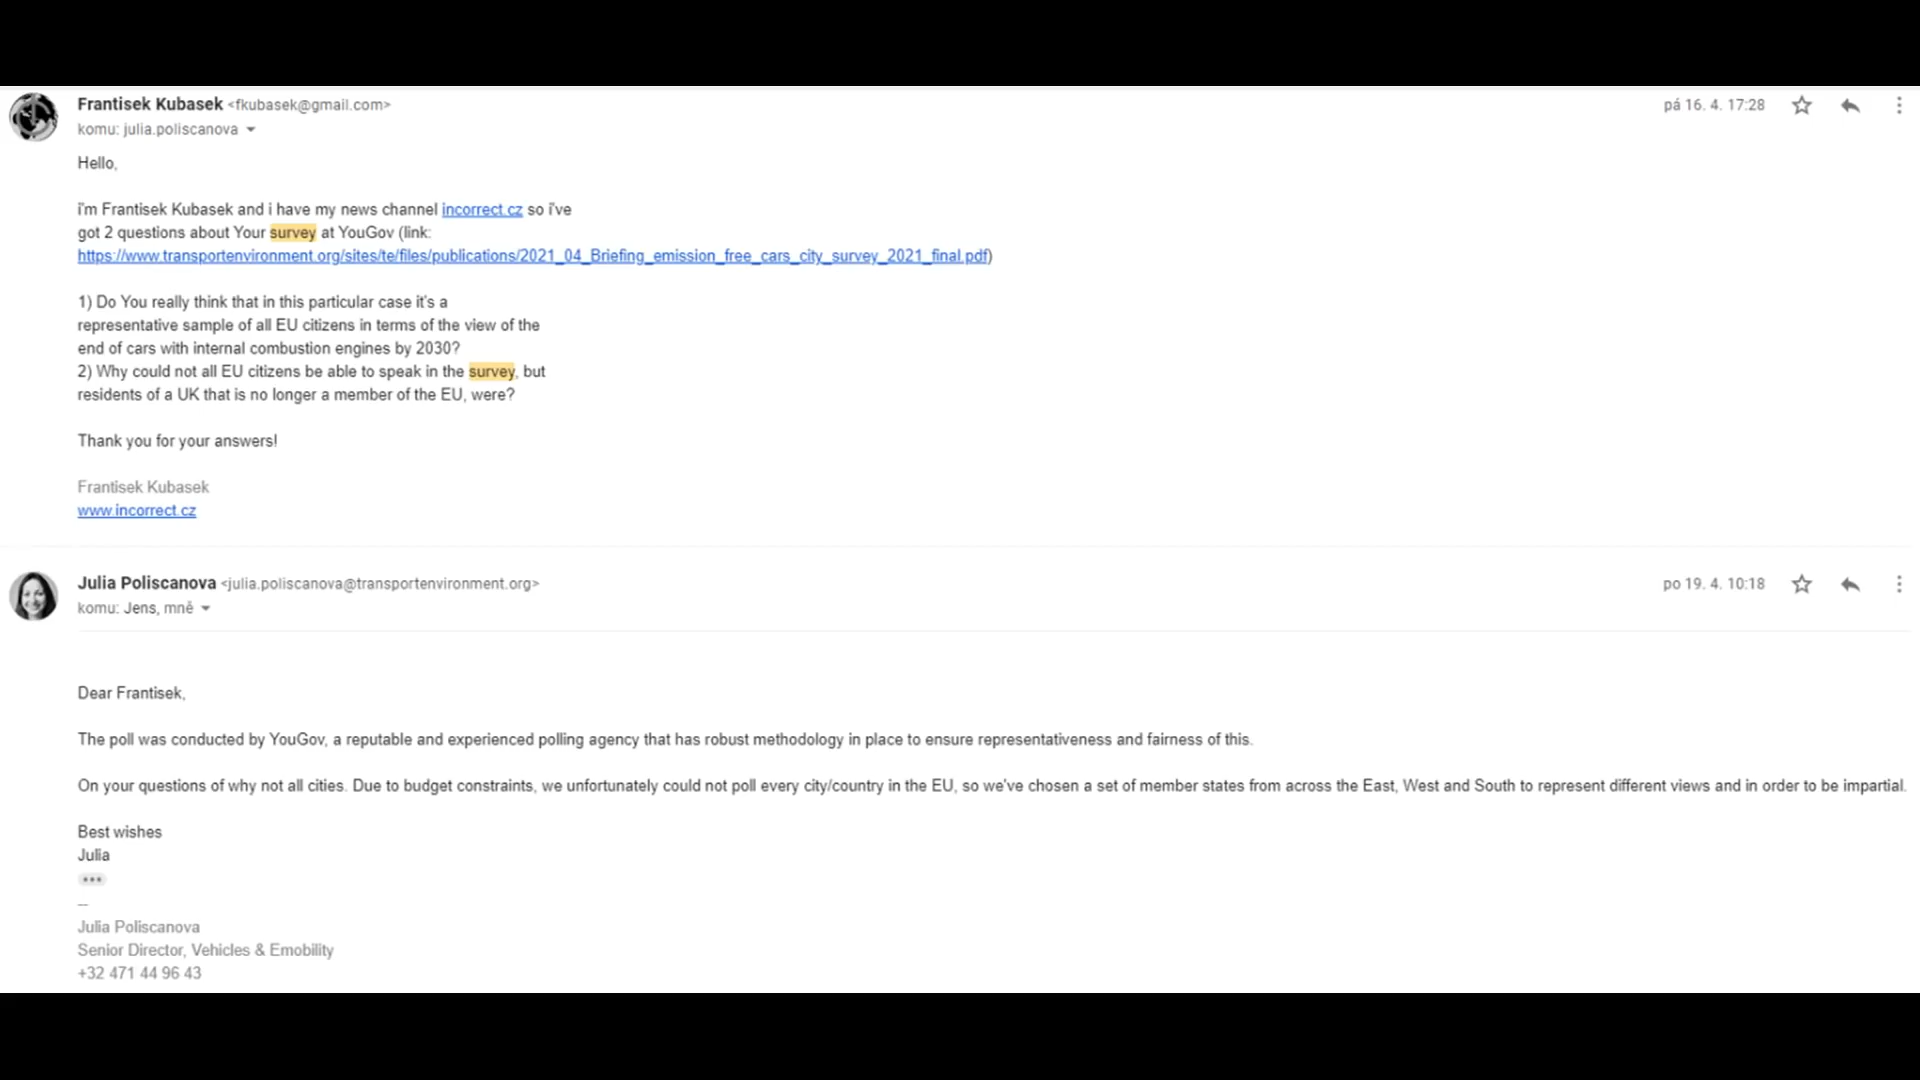 Frantisek Kubasek <fkubasek@gmail.com>
pá 16. 4. 17:28
komu: julia.poliscanova
Hello,
i'm Frantisek Kubasek and i have my news channel incorrect.cz so i've
got 2 questions about Your survey at YouGov (link:
https://www.transportenvironment.org/sites/te/files/publications/2021_04_Briefing_emission_free_cars_city_survey_2021_final.pdf)
1) Do You really think that in this particular case it's a
representative sample of all EU citizens in terms of the view of the
end of cars with internal combustion engines by 2030?
2) Why could not all EU citizens be able to speak in the survey, but
residents of a UK that is no longer a member of the EU, were?
Thank you for your answers!
Frantisek Kubasek
www.incorrect.cz
Julia Poliscanova <julia.poliscanova@transportenvironment.org>
po 19. 4. 10:18
komu: Jens, mně
Dear Frantisek,
The poll was conducted by YouGov, a reputable and experienced polling agency that has robust methodology in place to ensure representativeness and fairness of this.
On your questions of why not all cities. Due to budget constraints, we unfortunately could not poll every city/country in the EU, so we've chosen a set of member states from across the East, West and South to represent different views and in order to be impartial.
Best wishes
Julia
•••
--
Julia Poliscanova
Senior Director, Vehicles & Emobility
+32 471 44 96 43